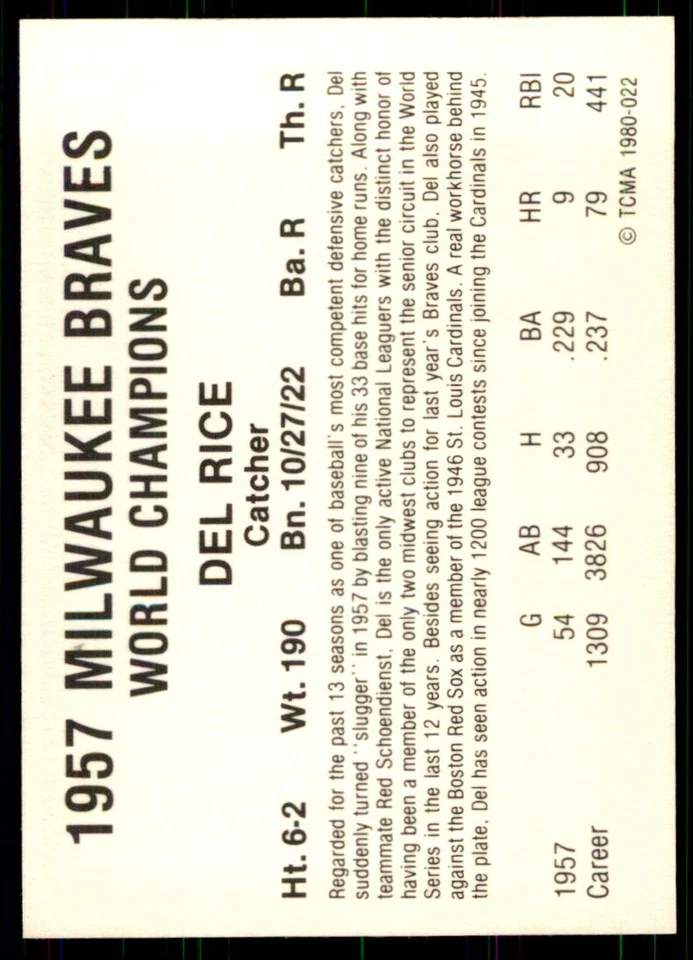 1957 MILWAUKEE BRAVES
WORLD CHAMPIONS
DEL RICE
Catcher
Ht. 6-2 Wt. 190 Bn. 10/27/22 Ba. R Th. R
Regarded for the past 13 seasons as one of baseball's most competent defensive catchers, Del
suddenly turned ''slugger'' in 1957 by blasting nine of his 33 base hits for home runs. Along with
teammate Red Schoendienst, Del is the only active National Leaguers with the distinct honor of
having been a member of the only two midwest clubs to represent the senior circuit in the World
Series in the last 12 years. Besides seeing action for last year's Braves club, Del also played
against the Boston Red Sox as a member of the 1946 St. Louis Cardinals. A real workhorse behind
the plate, Del has seen action in nearly 1200 league contests since joining the Cardinals in 1945.
G AB H BA HR RBI
1957 54 144 33 .229 9 20
Career 1309 3826 908 .237 79 441
© TCMA 1980-022